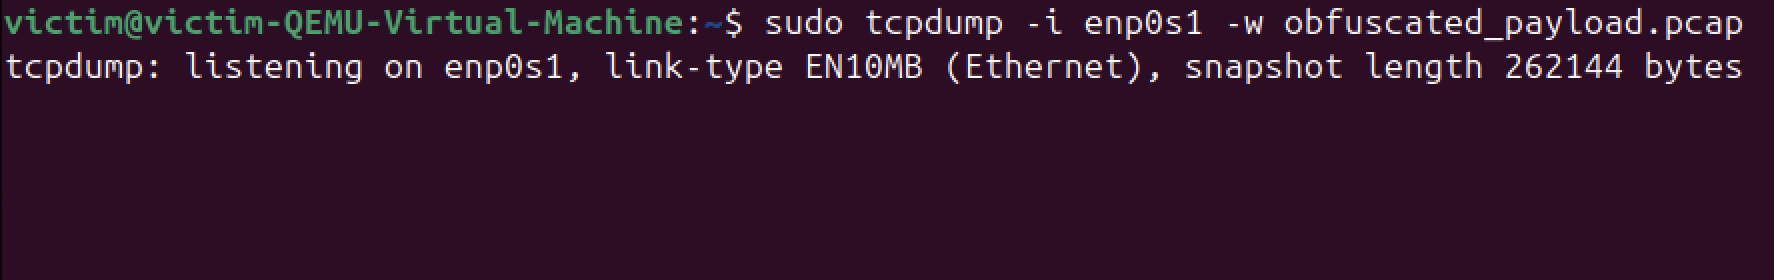 victim@victim-QEMU-Virtual-Machine:~$ sudo tcpdump -i enp0s1 -w obfuscated_payload.pcap
tcpdump: listening on enp0s1, link-type EN10MB (Ethernet), snapshot length 262144 bytes